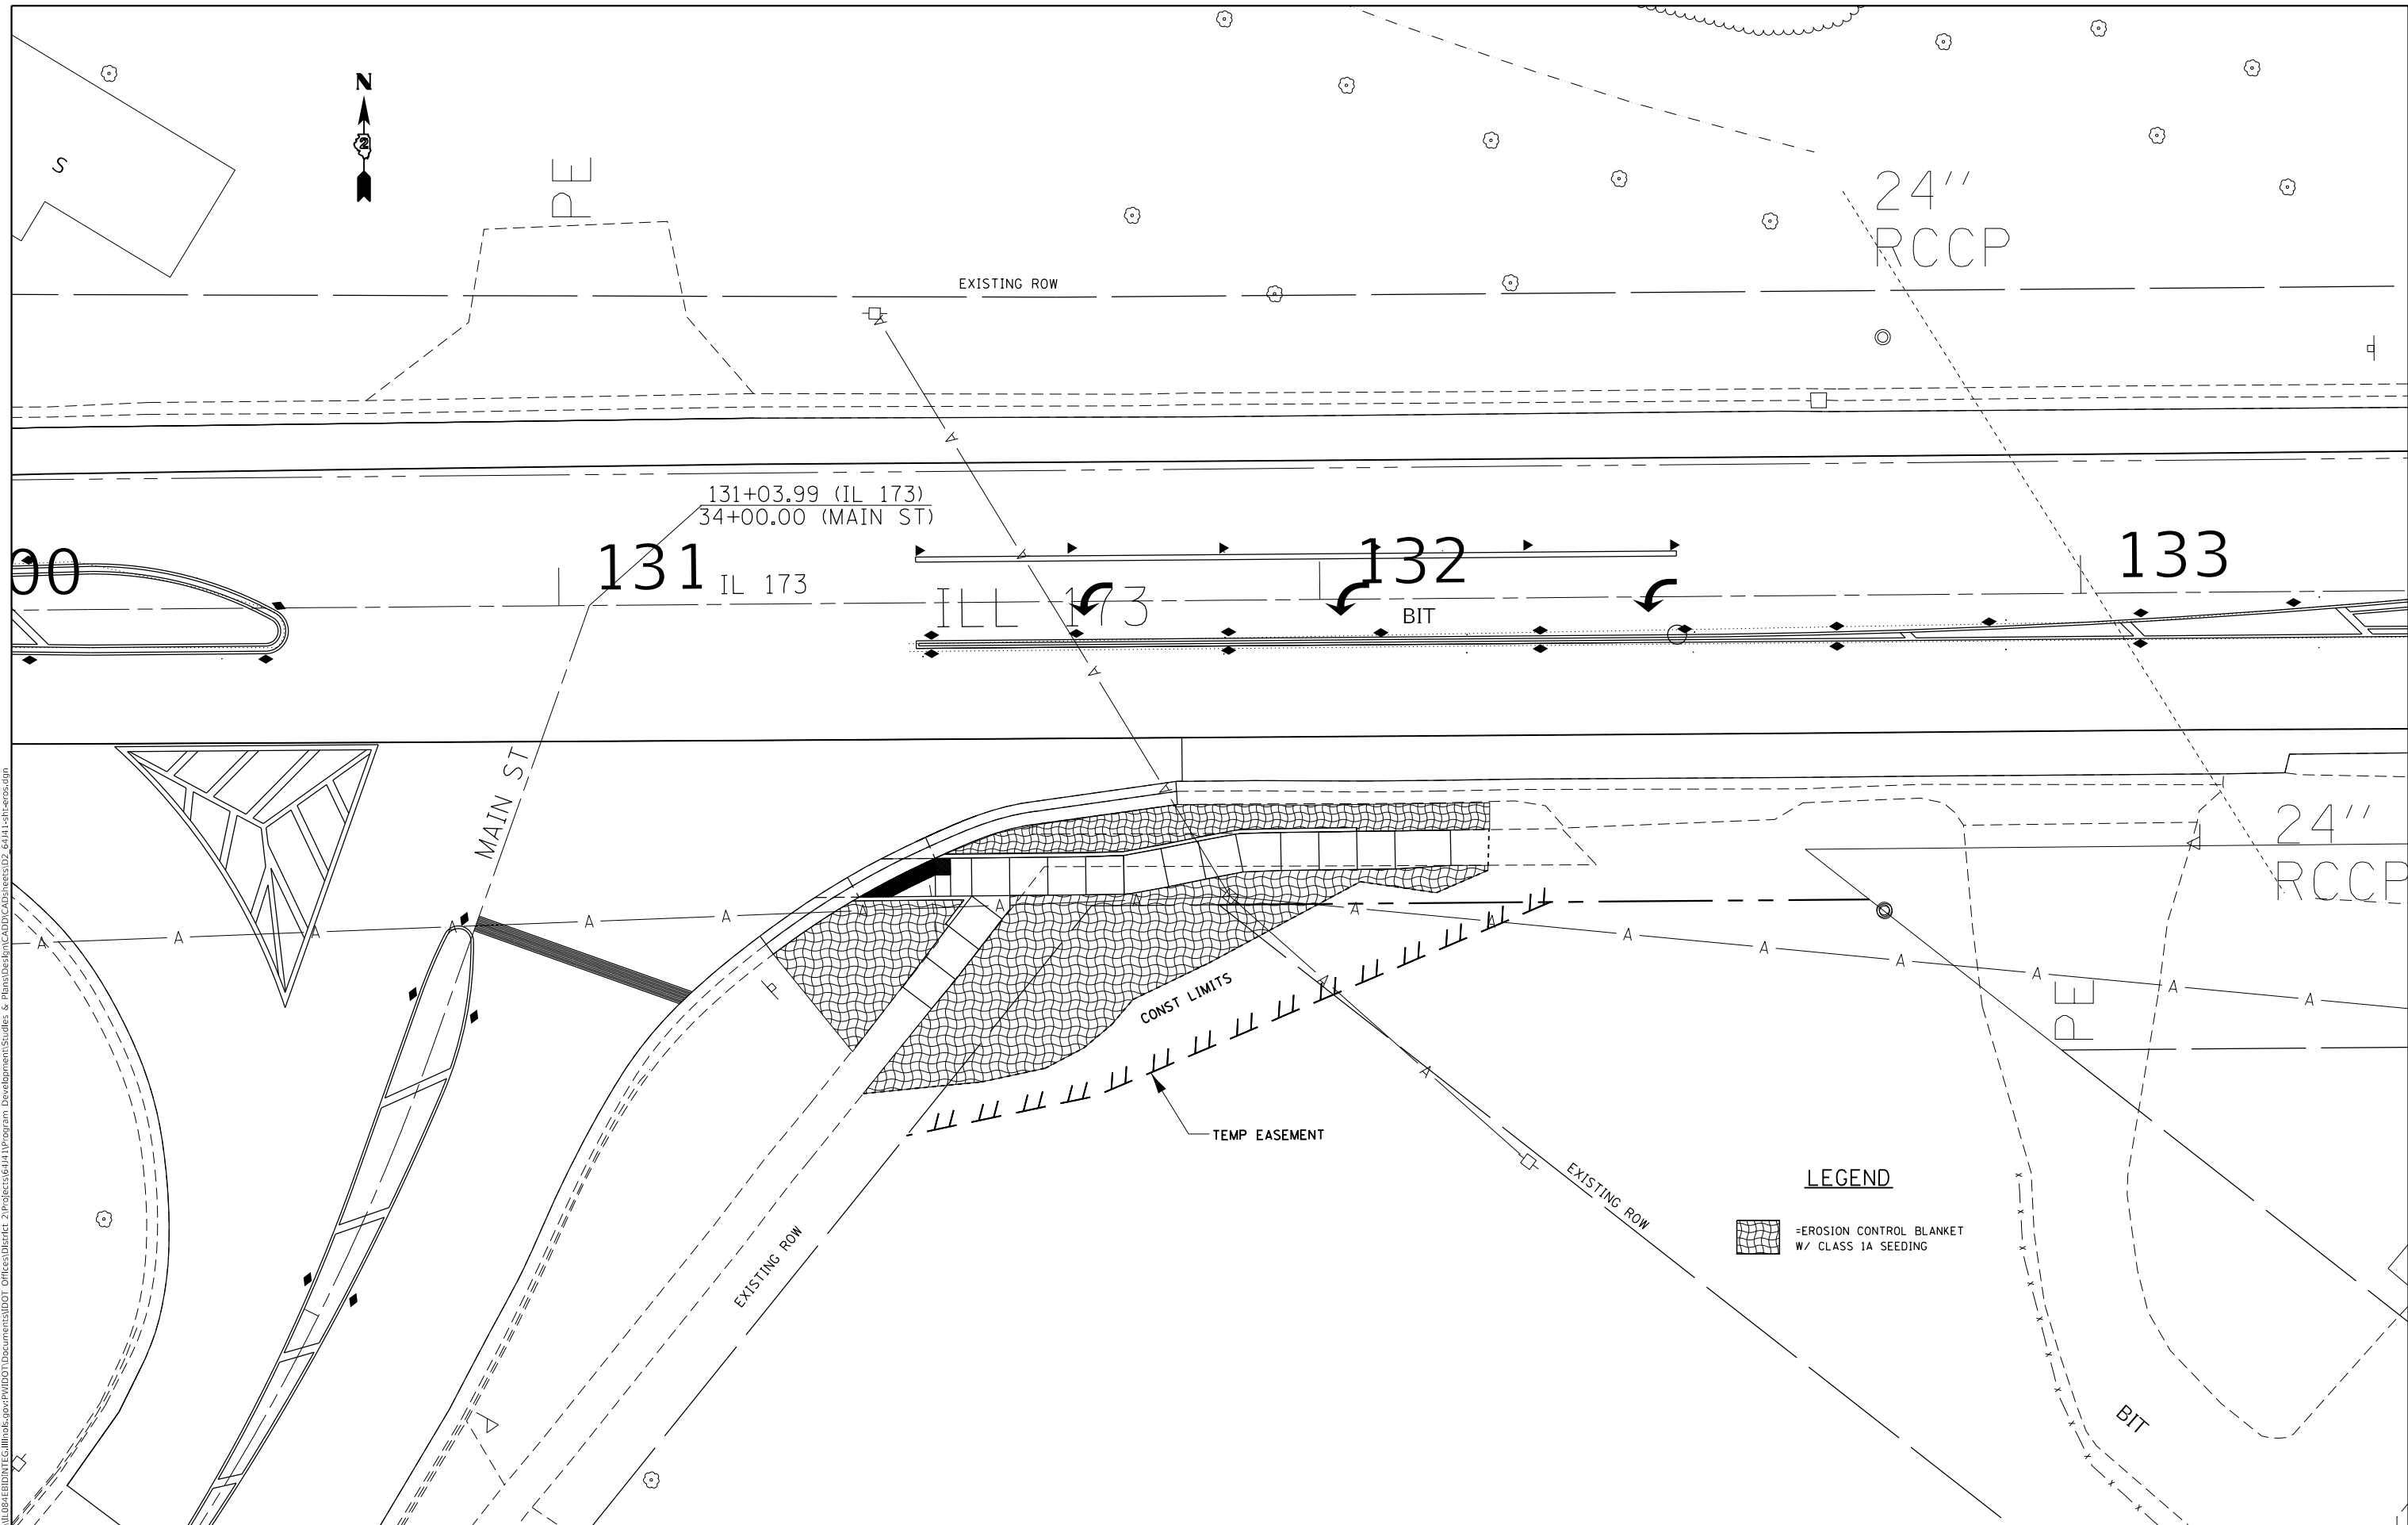 N
2
S
PE
24''
RCCP
EXISTING ROW
131+03.99 (IL 173)
34+00.00 (MAIN ST)
00
131
IL 173
ILL 173
132
BIT
133
MAIN ST
24''
RCCP
A A A A A A A A A A A A A A A A A
PE
CONST LIMITS
TEMP EASEMENT
EXISTING ROW
EXISTING ROW
LEGEND
=EROSION CONTROL BLANKET
W/ CLASS 1A SEEDING
BIT